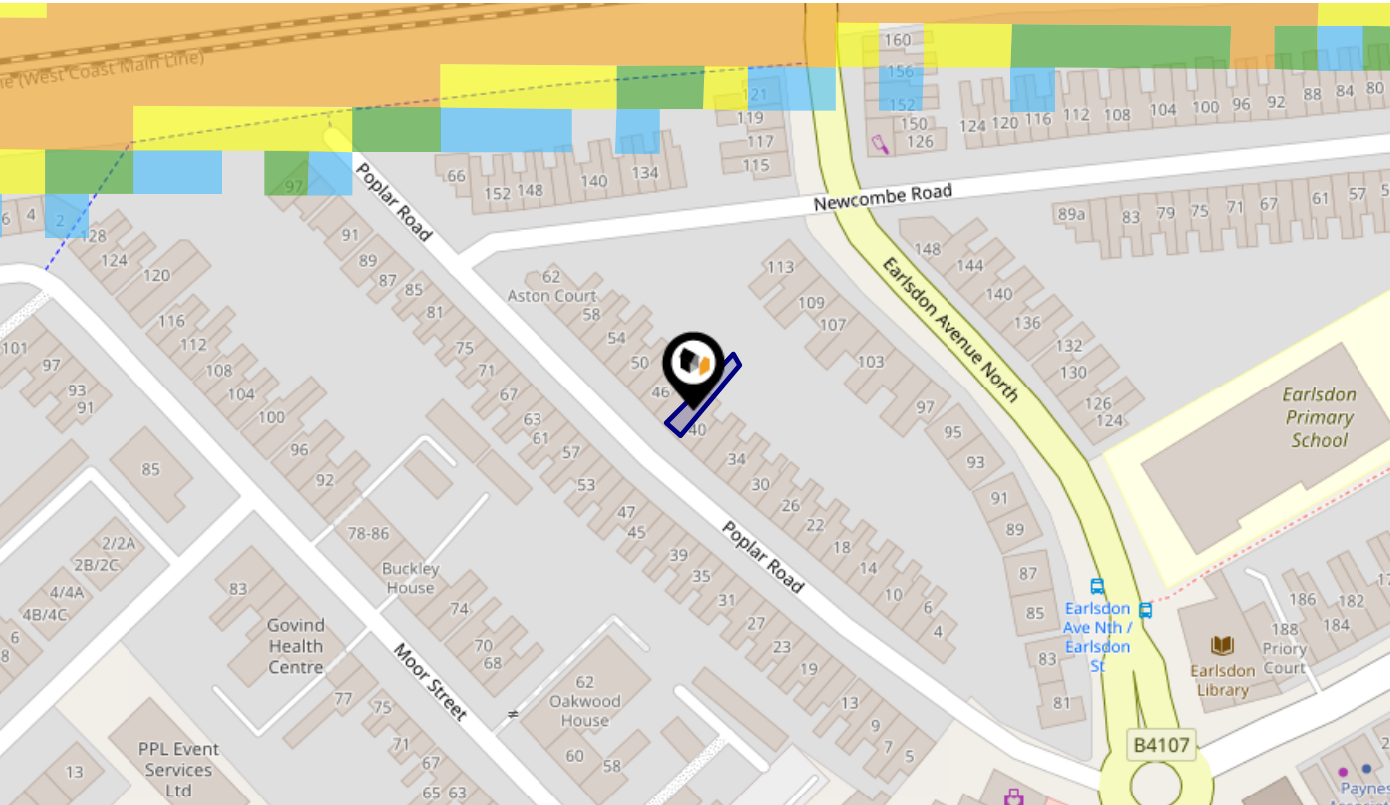 ne (West Coast Main Line)
160
156
152
150
126
121
119
117
115
124 120 116 112 108 104 100 96 92 88 84 80
66
152 148 140 134
Poplar Road
Newcombe Road
97
91
89
87
85
81
75
71
67
63
61
57
53
47
45
39
35
31
27
23
19
13
9
7
5
6 4 2
128
124
120
116
112
108
104
100
96
92
89a 83 79 75 71 67 61 57 5
62
Aston Court
58
54
50
46
40
34
30
26
22
18
14
10
6
4
113
109
107
103
97
95
93
91
89
87
85
83
81
148
144
140
136
132
130
126
124
Earlsdon Avenue North
Earlsdon
Primary
School
101
97
93
91
85
2/2A
2B/2C
4/4A
4B/4C
6
8
83
78-86
Buckley
House
74
70
68
Govind
Health
Centre
Moor Street
Poplar Road
77
75
71
67
65 63
62
Oakwood
House
60
58
PPL Event
Services
Ltd
13
Earlsdon
Ave Nth /
Earlsdon
St
Earlsdon
Library
186 182
184
188
Priory
Court
B4107